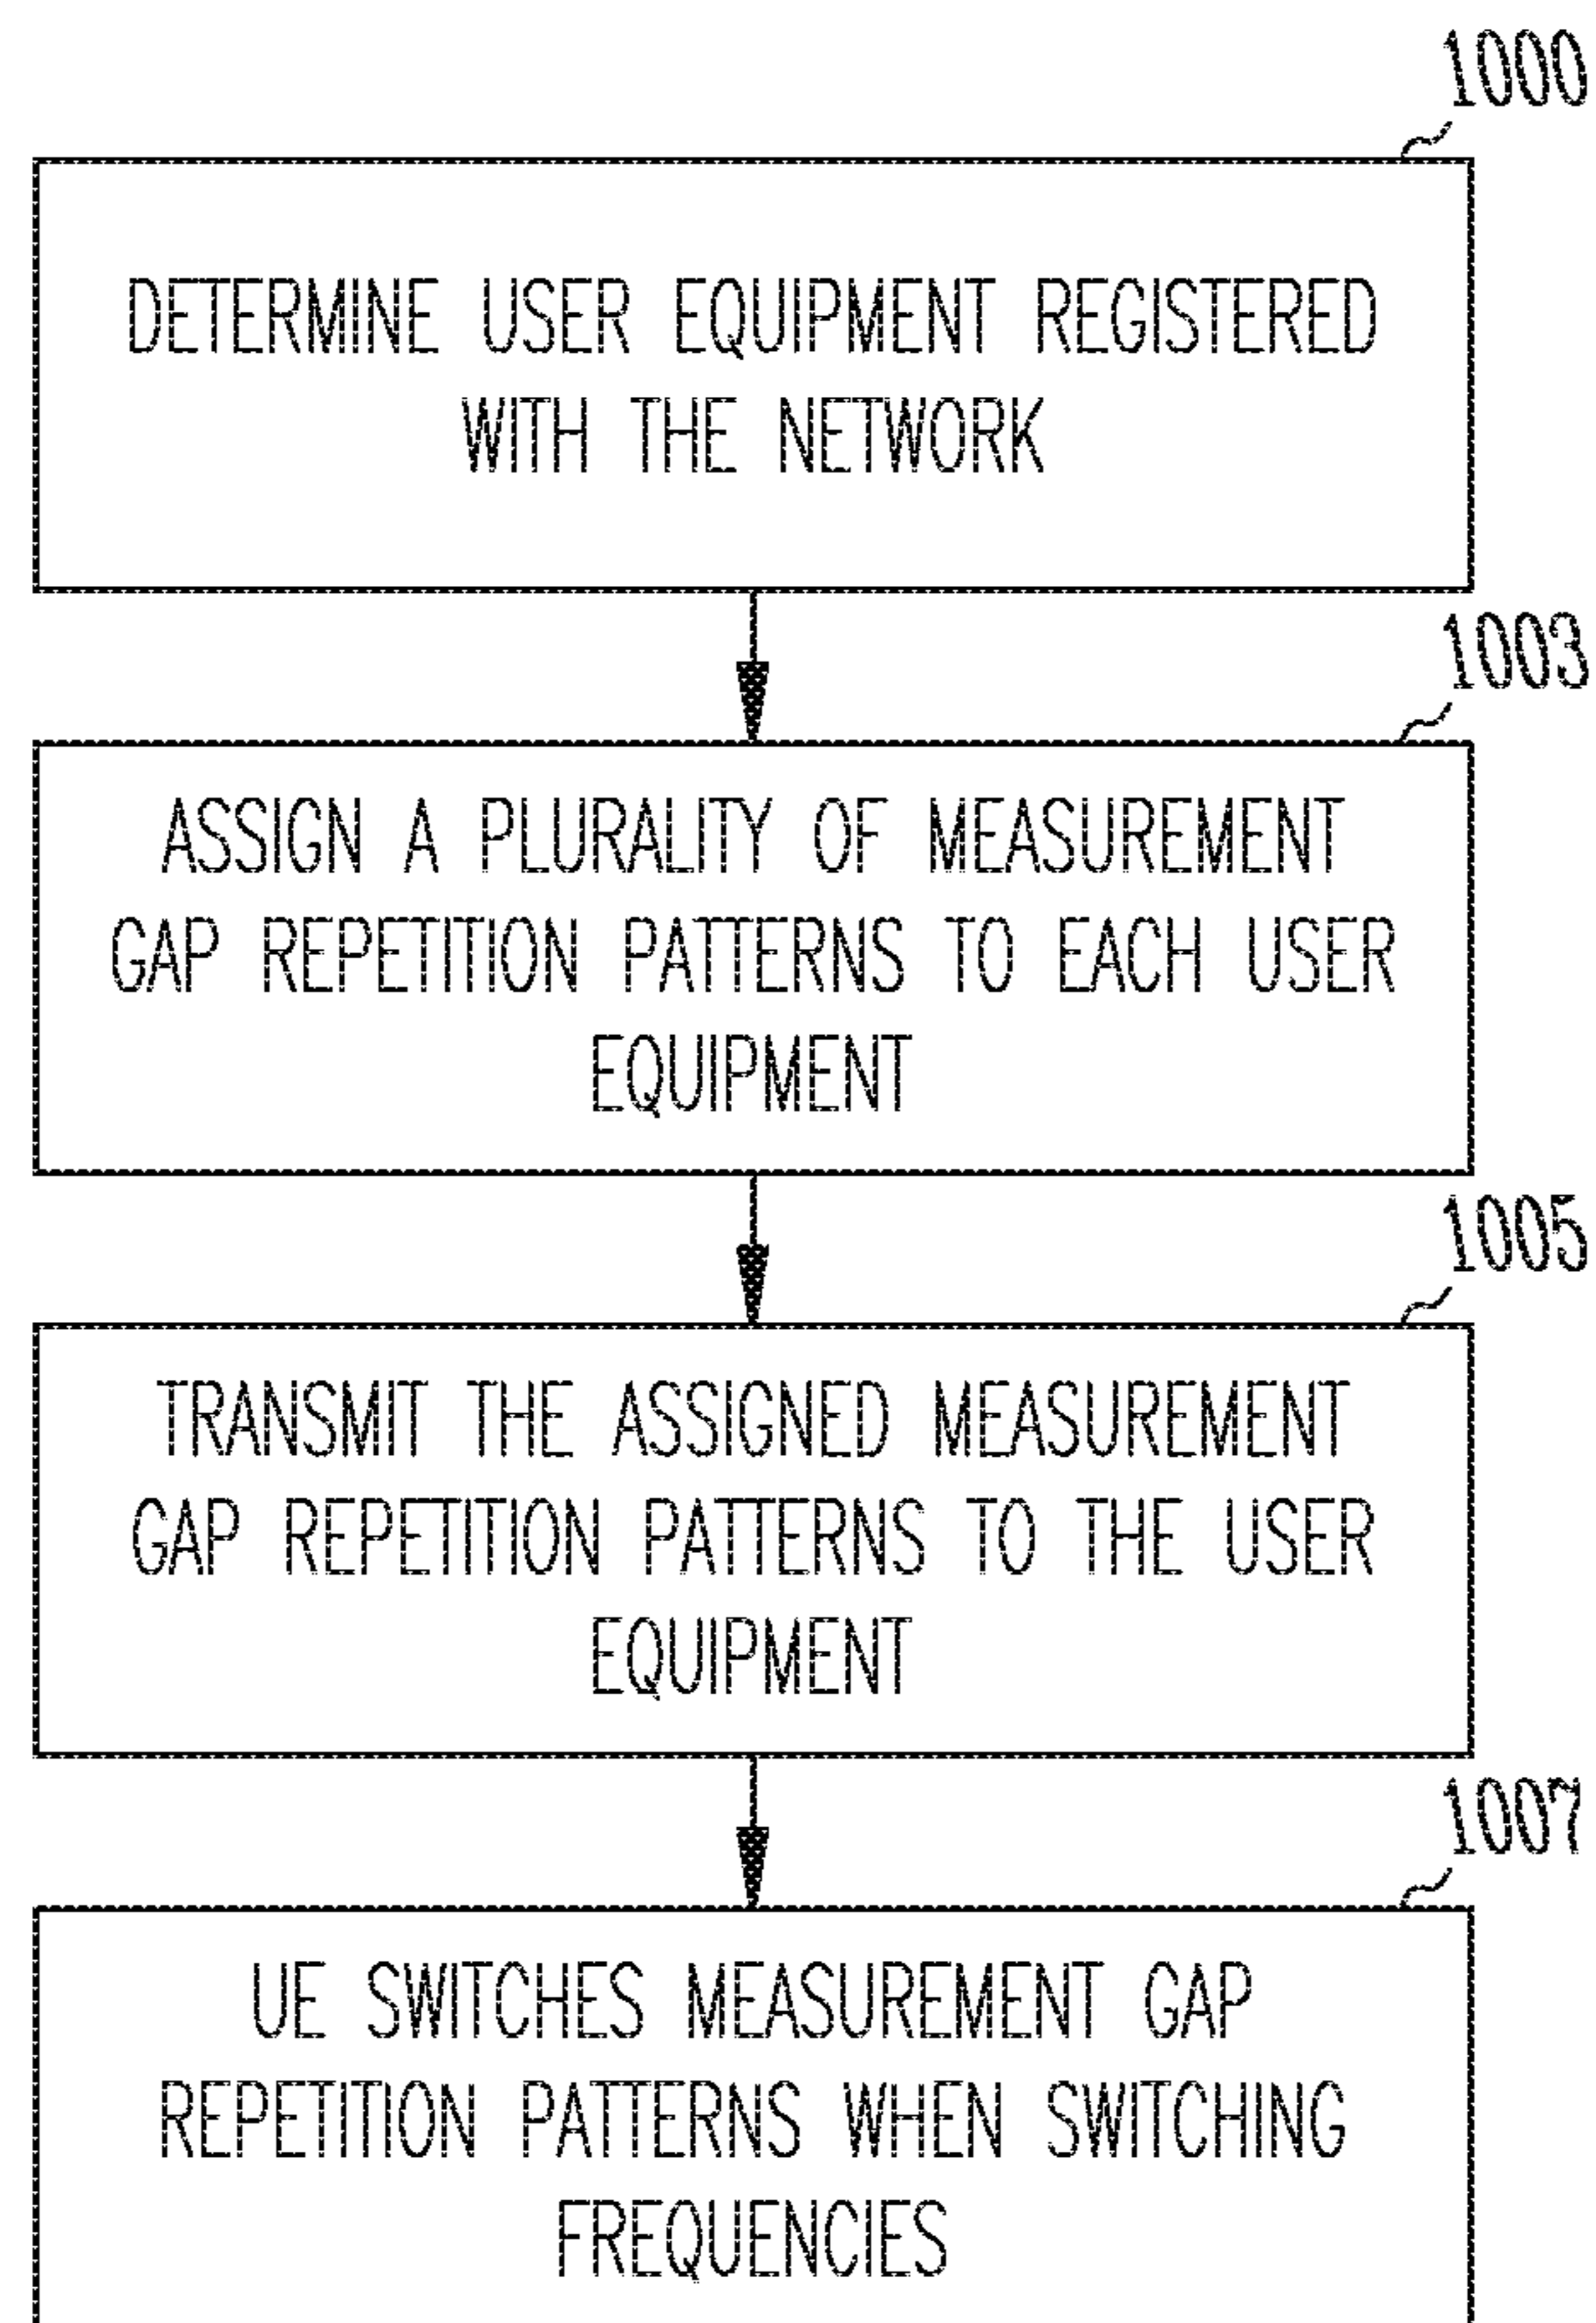 1000
DETERMINE USER EQUIPMENT REGISTERED
WITH THE NETWORK
1003
ASSIGN A PLURALITY OF MEASUREMENT
GAP REPETITION PATTERNS TO EACH USER
EQUIPMENT
1005
TRANSMIT THE ASSIGNED MEASUREMENT
GAP REPETITION PATTERNS TO THE USER
EQUIPMENT
1007
UE SWITCHES MEASUREMENT GAP
REPETITION PATTERNS WHEN SWITCHING
FREQUENCIES